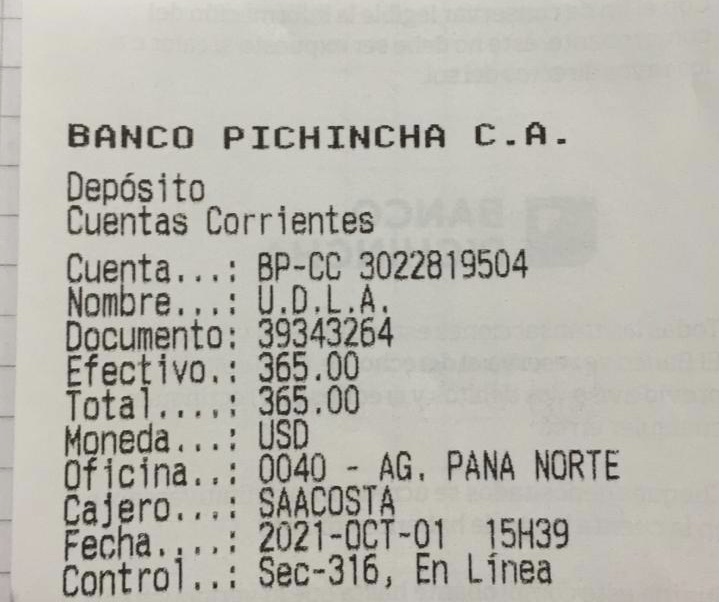 BANCO PICHINCHA C.A.
Depósito
Cuentas Corrientes
Cuenta...: BP-CC 3022819504
Nombre...: U.D.L.A.
Documento: 39343264
Efectivo.: 365.00
Total....: 365.00
Moneda...: USD
Oficina..: 0040 - AG. PANA NORTE
Cajero...: SAACOSTA
Fecha....: 2021-OCT-01 15H39
Control..: Sec-316, En Línea